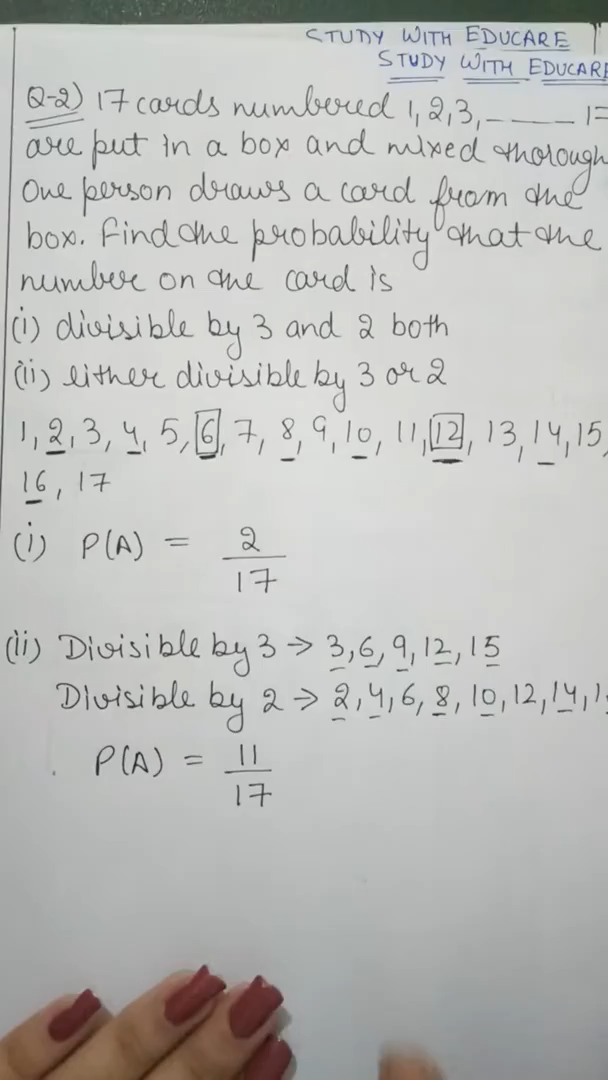 STUDY WITH EDUCARE
STUDY WITH EDUCARE
Q-2) 17 cards numbered 1, 2, 3, - - - - -
are put in a box and mixed
One person draws a card from the
box. Find the probability that the
number on the card is
(i) divisible by 3 and 2 both
(ii) either divisible by 3 or 2
1, 2, 3, 4, 5, 6, 7, 8, 9, 10, 11, 12, 13, 14, 15,
16, 17
(i) P(A) = 2/17
(ii) Divisible by 3 → 3, 6, 9, 12, 15
Divisible by 2 → 2, 4, 6, 8, 10, 12, 14,
P(A) = 11/17